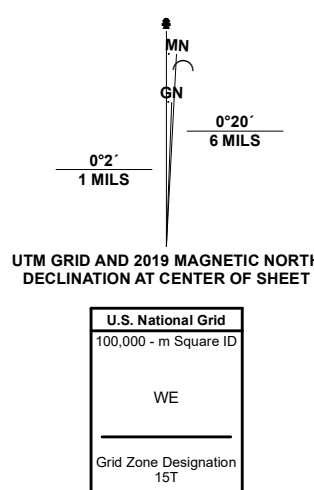 MN
GN
0°20´
6 MILS
0°2´
1 MILS
UTM GRID AND 2019 MAGNETIC NORTH
DECLINATION AT CENTER OF SHEET
U.S. National Grid
100,000 - m Square ID
WE
Grid Zone Designation
15T